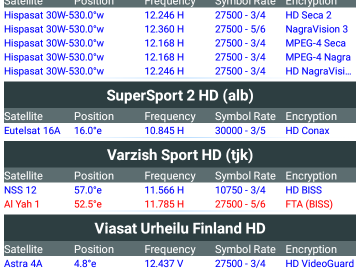 Satellite Position Frequency Symbol Rate Encryption
Hispasat 30W-5 30.0°w 12.246 H 27500 - 3/4 HD Seca 2
Hispasat 30W-5 30.0°w 12.360 H 27500 - 5/6 NagraVision 3
Hispasat 30W-5 30.0°w 12.168 H 27500 - 3/4 MPEG-4 Seca
Hispasat 30W-5 30.0°w 12.168 H 27500 - 3/4 MPEG-4 Nagra
Hispasat 30W-5 30.0°w 12.246 H 27500 - 3/4 HD NagraVisi...
SuperSport 2 HD (alb)
Satellite Position Frequency Symbol Rate Encryption
Eutelsat 16A 16.0°e 10.845 H 30000 - 3/5 HD Conax
Varzish Sport HD (tjk)
Satellite Position Frequency Symbol Rate Encryption
NSS 12 57.0°e 11.566 H 10750 - 3/4 HD BISS
Al Yah 1 52.5°e 11.785 H 27500 - 5/6 FTA (BISS)
Viasat Urheilu Finland HD
Satellite Position Frequency Symbol Rate Encryption
Astra 4A 4.8°e 12.437 V 27500 - 3/4 HD VideoGuard